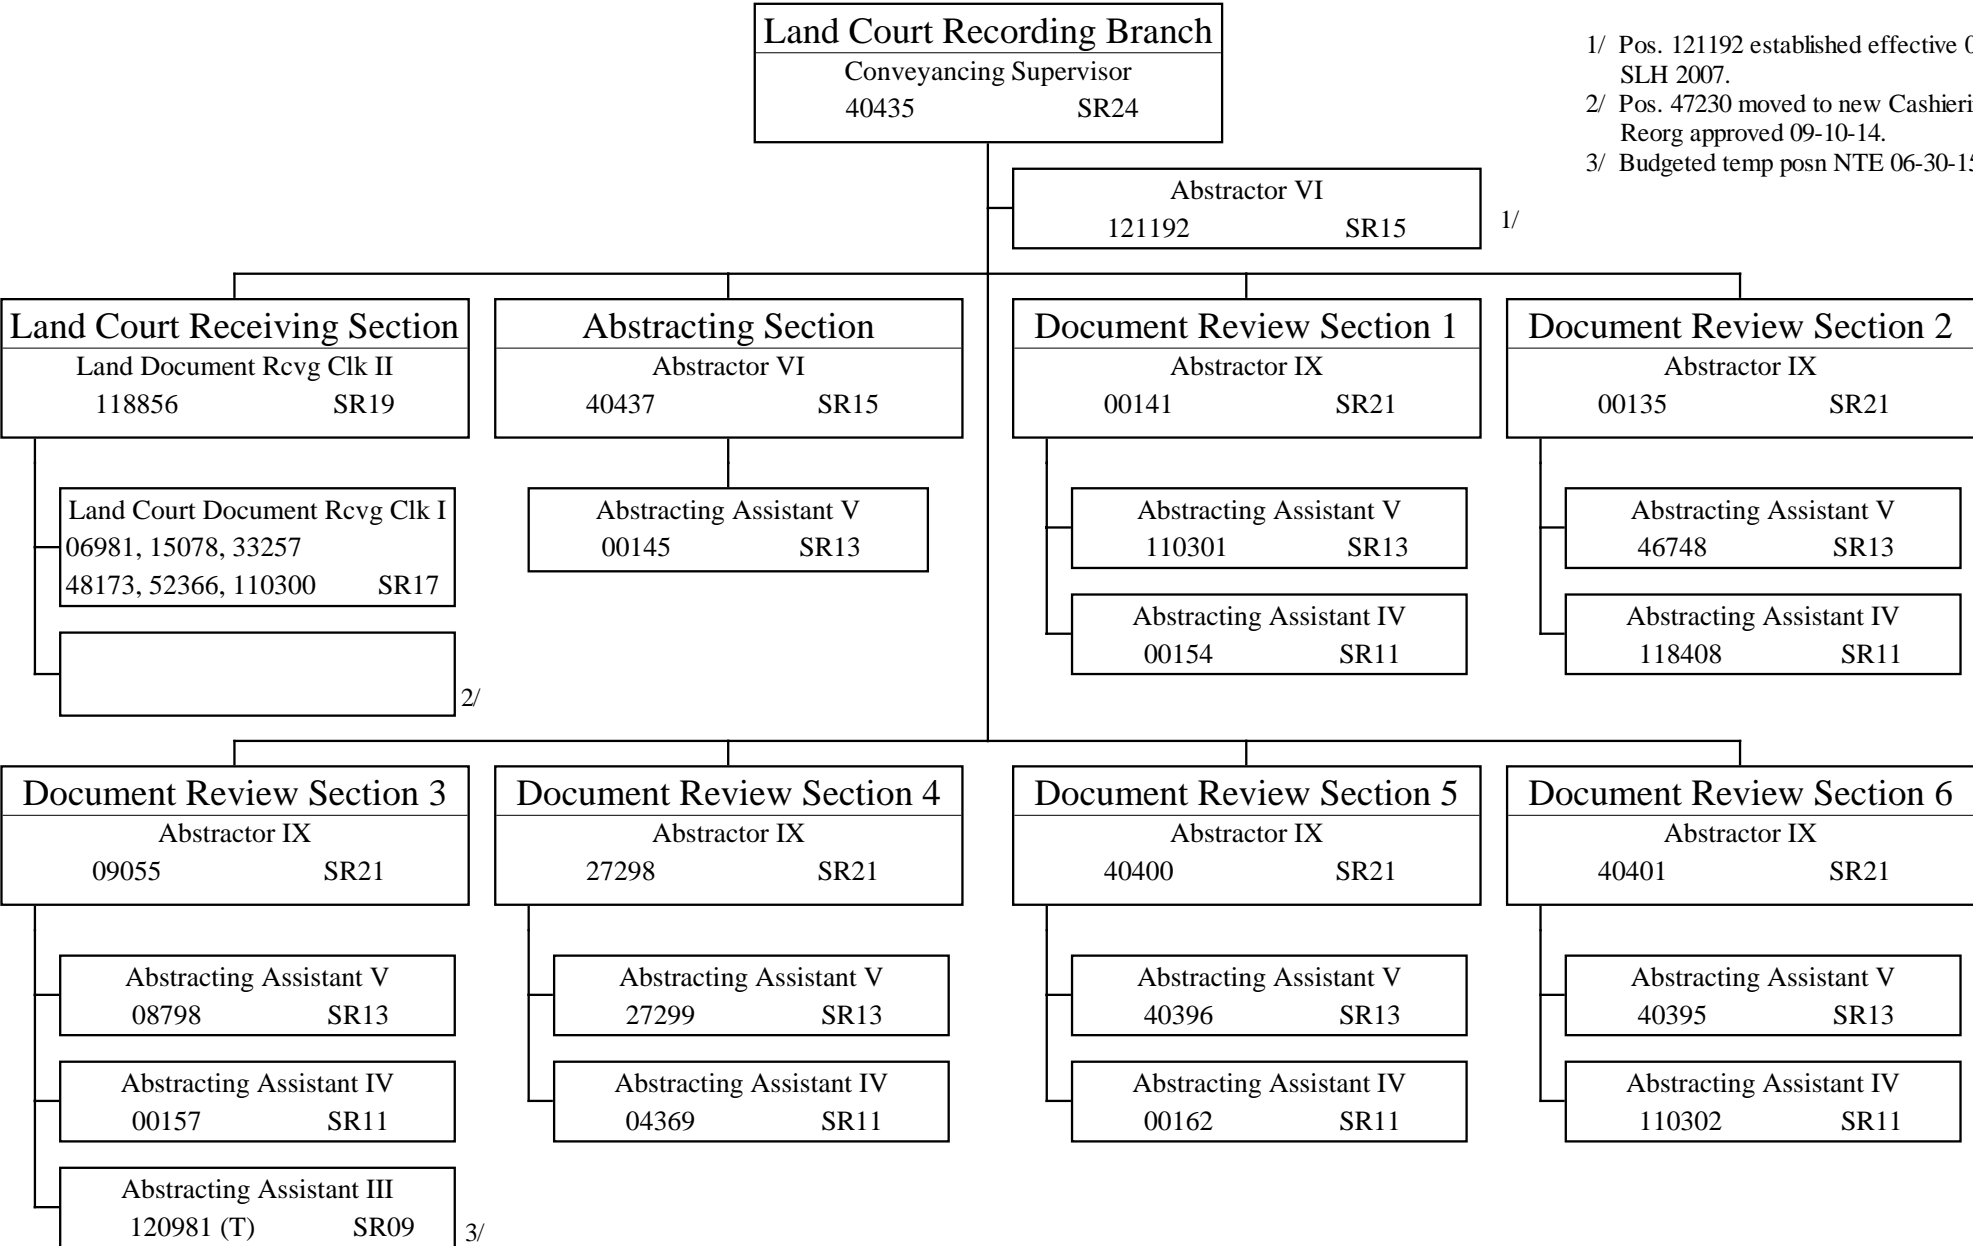 Land Court Recording Branch
Conveyancing Supervisor
40435 SR24
1/ Pos. 121192 established effective
SLH 2007.
2/ Pos. 47230 moved to new
Reorg approved 09-10-14.
3/ Budgeted temp posn NTE 06-30-15
Abstractor VI
121192 SR15
1/
Land Court Receiving Section
Land Document Rcvg Clk II
118856 SR19
Abstracting Section
Abstractor VI
40437 SR15
Document Review Section 1
Abstractor IX
00141 SR21
Document Review Section 2
Abstractor IX
00135 SR21
Land Court Document Rcvg Clk I
06981, 15078, 33257
48173, 52366, 110300 SR17
2/
Abstracting Assistant V
00145 SR13
Abstracting Assistant V
110301 SR13
Abstracting Assistant IV
00154 SR11
Abstracting Assistant V
46748 SR13
Abstracting Assistant IV
118408 SR11
Document Review Section 3
Abstractor IX
09055 SR21
Document Review Section 4
Abstractor IX
27298 SR21
Document Review Section 5
Abstractor IX
40400 SR21
Document Review Section 6
Abstractor IX
40401 SR21
Abstracting Assistant V
08798 SR13
Abstracting Assistant IV
00157 SR11
Abstracting Assistant III
120981 (T) SR09
3/
Abstracting Assistant V
27299 SR13
Abstracting Assistant IV
04369 SR11
Abstracting Assistant V
40396 SR13
Abstracting Assistant IV
00162 SR11
Abstracting Assistant V
40395 SR13
Abstracting Assistant IV
110302 SR11